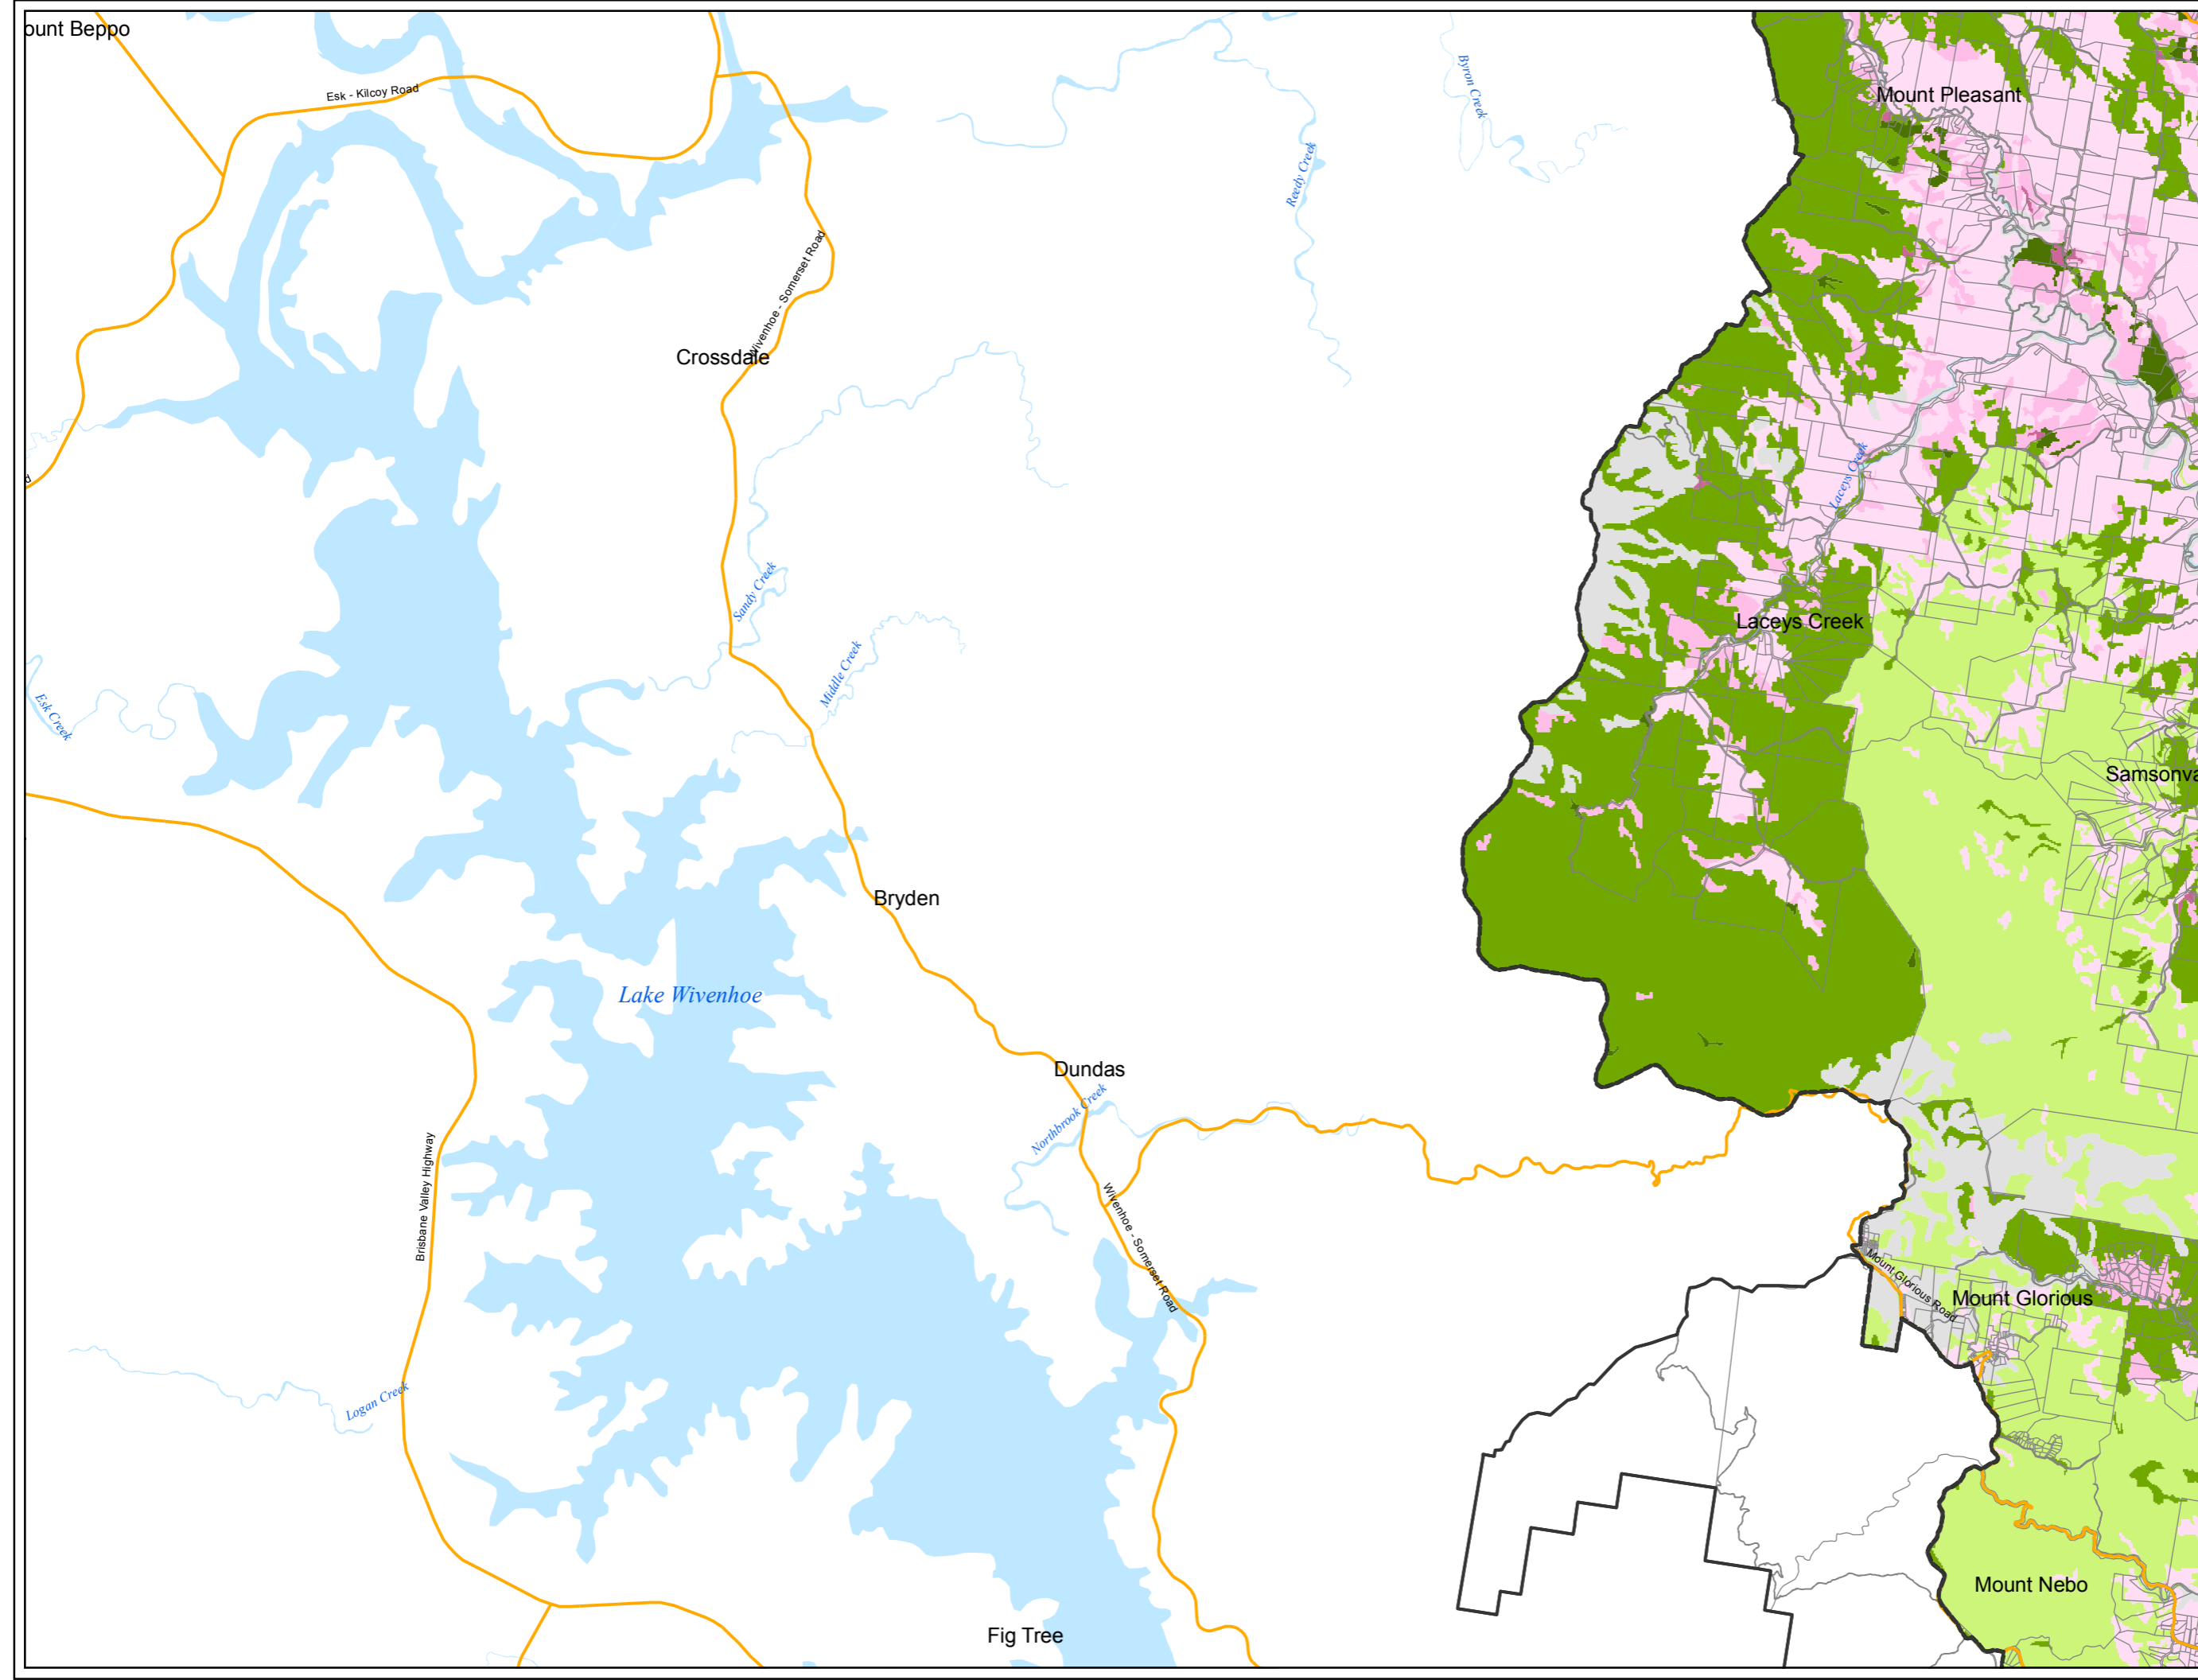 ount Beppo
Esk - Kilcoy Road
Byron Creek
Mount Pleasant
Reedy Creek
Wivenhoe - Somerset Road
Crossdale
Laceys Creek
Sandy Creek
Laceys Creek
Middle Creek
Esk Creek
Samsonva
Bryden
Lake Wivenhoe
Dundas
Northbrook Creek
Brisbane Valley Highway
Wivenhoe - Somerset Road
Mount Glorious Road
Mount Glorious
Logan Creek
Mount Nebo
Fig Tree